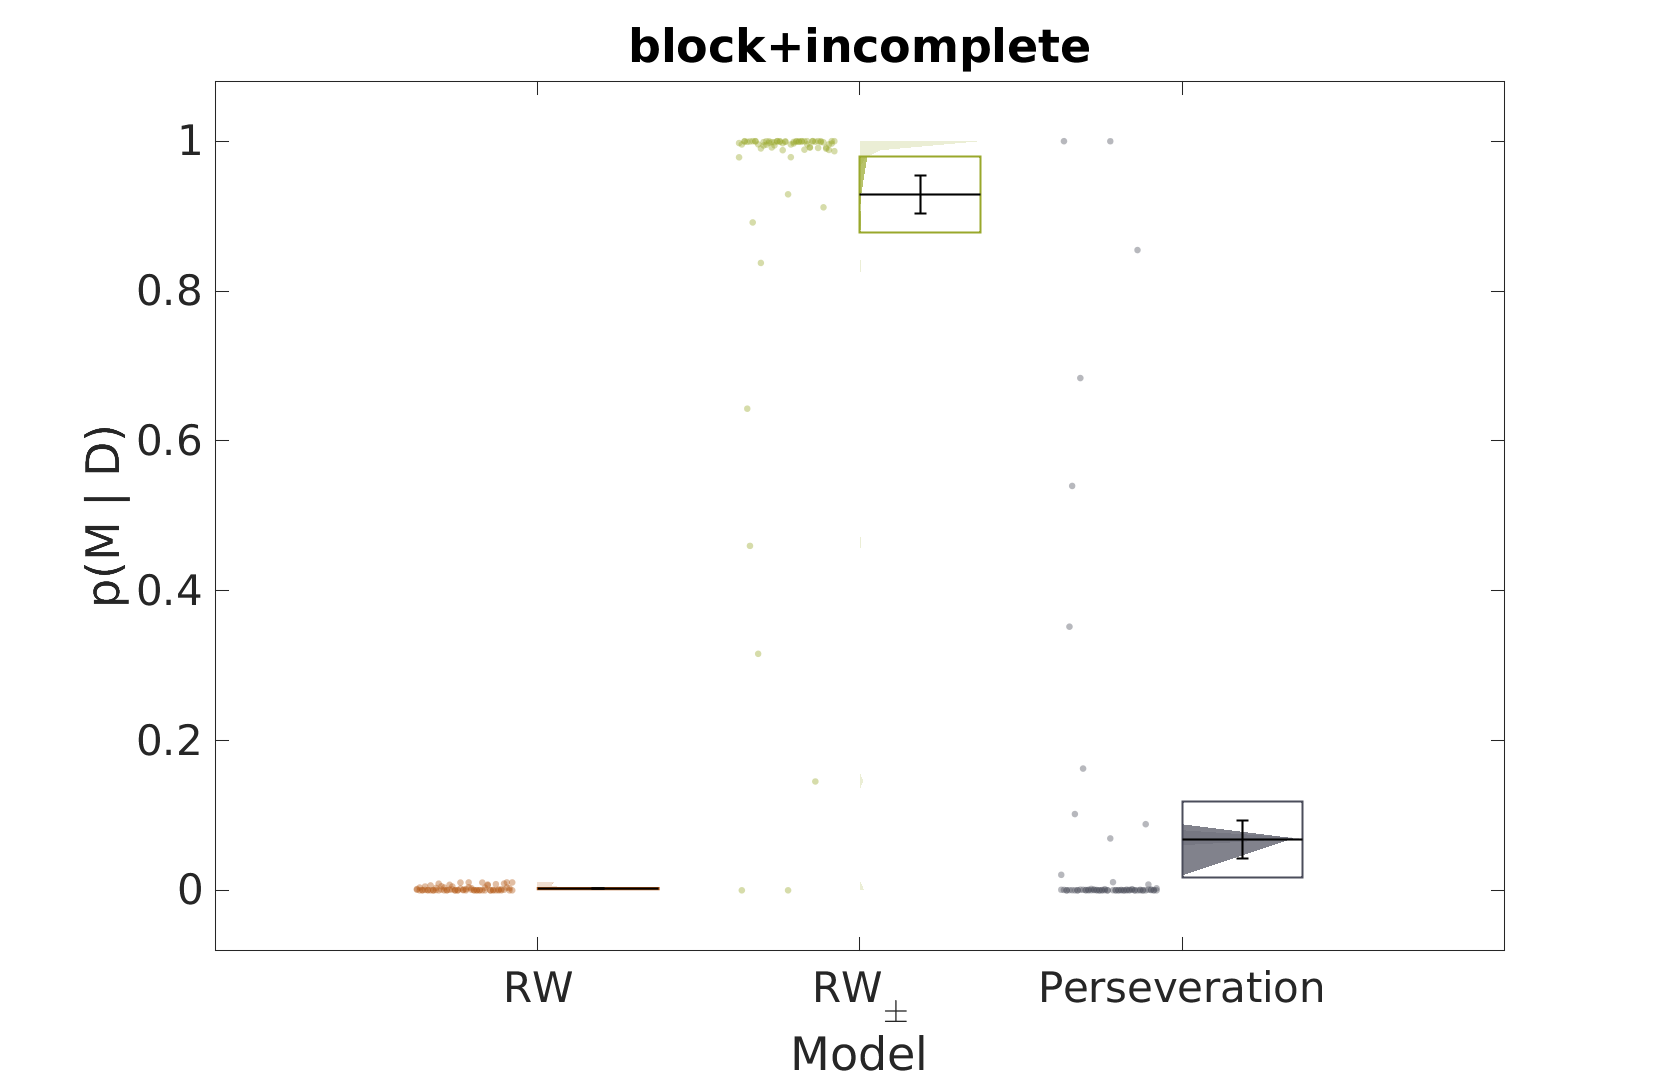 block+incomplete
1
0.8
0.6
0.4
0.2
0
p(M | D)
RW
RW±
Perseveration
Model